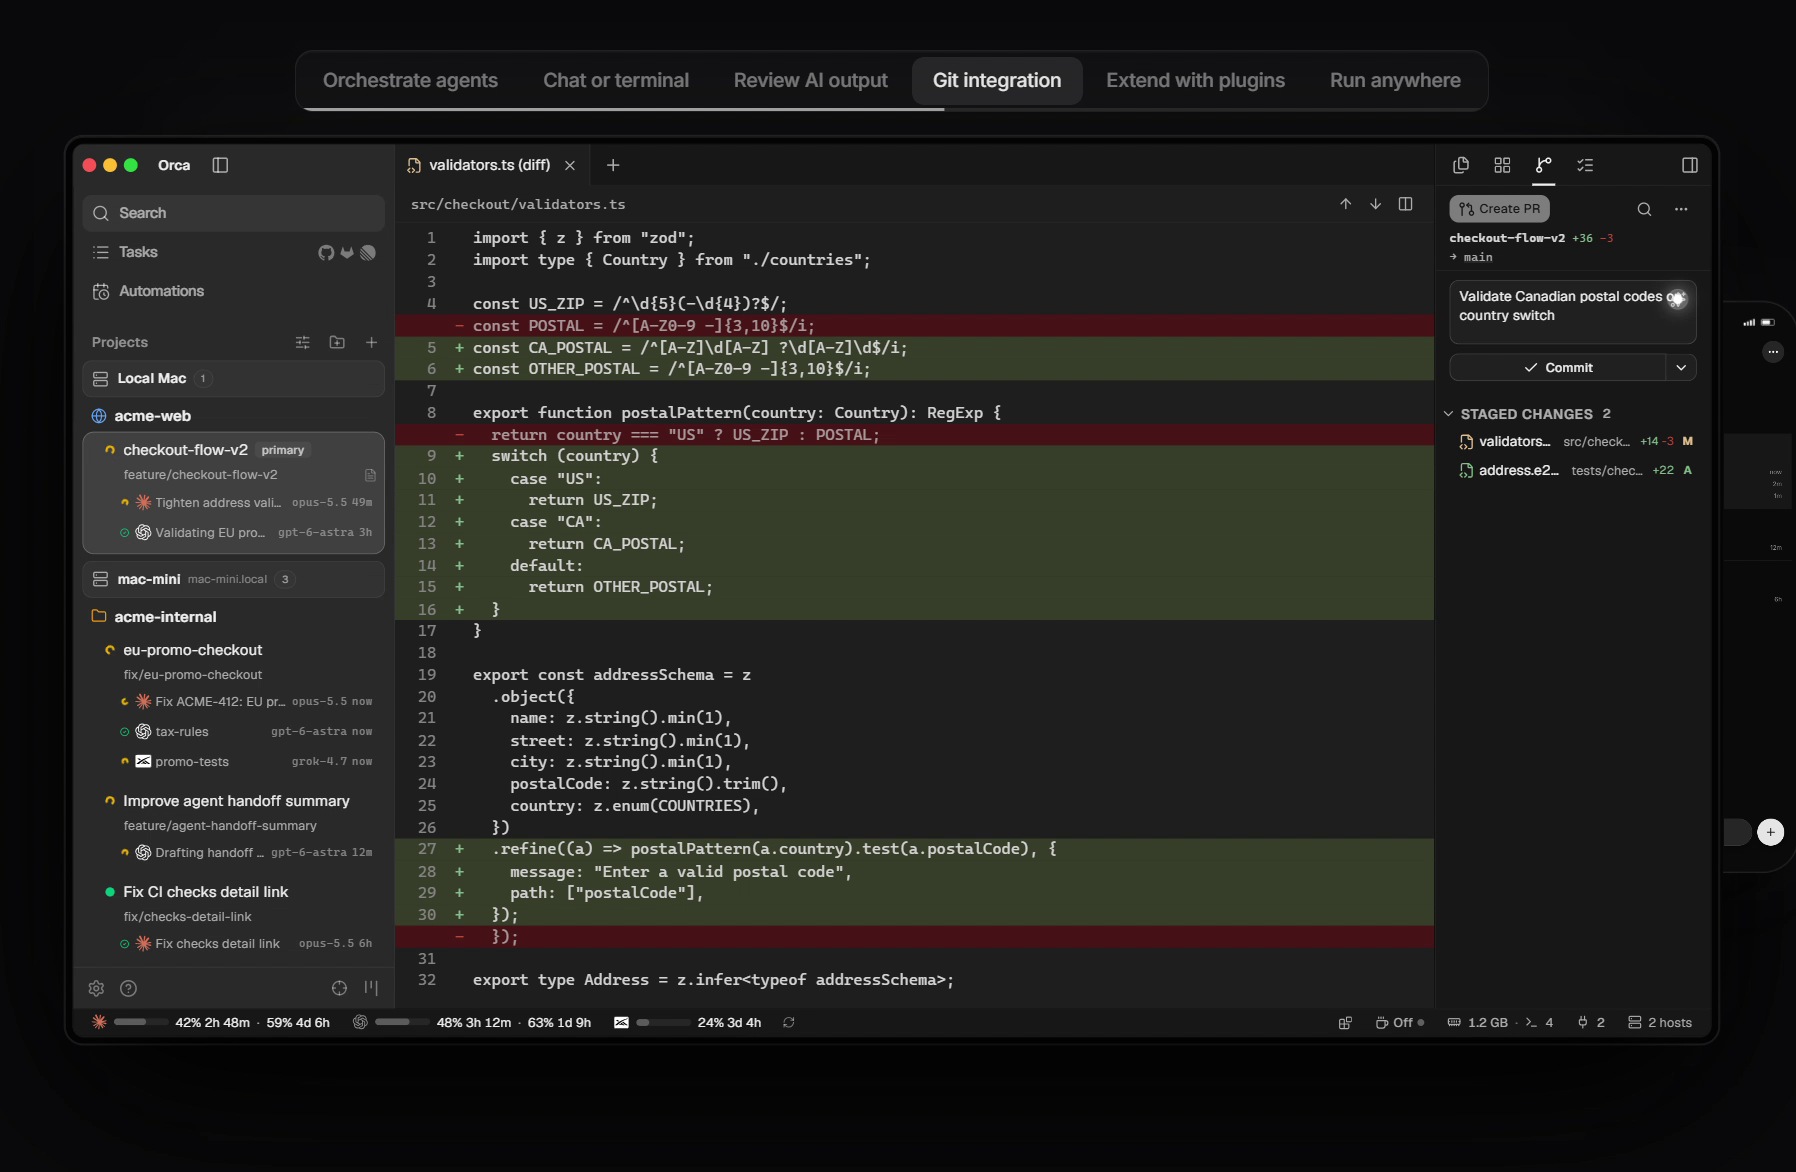 Orchestrate agents
Chat or terminal
Review AI output
Git integration
Extend with plugins
Run anywhere
Orca
Search
Tasks
Automations
Projects
Local Mac 1
acme-web
checkout-flow-v2 primary
feature/checkout-flow-v2
Tighten address vali... opus-5.5 49m
Validating EU pro... gpt-6-astra 3h
mac-mini mac-mini.local 3
acme-internal
eu-promo-checkout
fix/eu-promo-checkout
Fix ACME-412: EU pr... opus-5.5 now
tax-rules gpt-6-astra now
promo-tests grok-4.7 now
Improve agent handoff summary
feature/agent-handoff-summary
Drafting handoff ... gpt-6-astra 12m
Fix CI checks detail link
fix/checks-detail-link
Fix checks detail link opus-5.5 6h
validators.ts (diff)
src/checkout/validators.ts
1 import { z } from "zod";
2 import type { Country } from "./countries";
3
4 const US_ZIP = /^\d{5}(-\d{4})?$/;
- const POSTAL = /^[A-Z0-9 -]{3,10}$/i;
5 + const CA_POSTAL = /^[A-Z]\d[A-Z] ?\d[A-Z]\d$/i;
6 + const OTHER_POSTAL = /^[A-Z0-9 -]{3,10}$/i;
7
8 export function postalPattern(country: Country): RegExp {
- return country === "US" ? US_ZIP : POSTAL;
9 + switch (country) {
10 + case "US":
11 + return US_ZIP;
12 + case "CA":
13 + return CA_POSTAL;
14 + default:
15 + return OTHER_POSTAL;
16 + }
17 }
18
19 export const addressSchema = z
20 .object({
21 name: z.string().min(1),
22 street: z.string().min(1),
23 city: z.string().min(1),
24 postalCode: z.string().trim(),
25 country: z.enum(COUNTRIES),
26 })
27 + .refine((a) => postalPattern(a.country).test(a.postalCode), {
28 + message: "Enter a valid postal code",
29 + path: ["postalCode"],
30 + });
- });
31
32 export type Address = z.infer<typeof addressSchema>;
Create PR
checkout-flow-v2 +36 -3
→ main
Validate Canadian postal codes
country switch
Commit
STAGED CHANGES 2
validators... src/check... +14 -3 M
address.e2... tests/chec... +22 A
now
2m
1m
12m
42% 2h 48m · 59% 4d 6h
48% 3h 12m · 63% 1d 9h
24% 3d 4h
Off
1.2 GB · 4
2
2 hosts